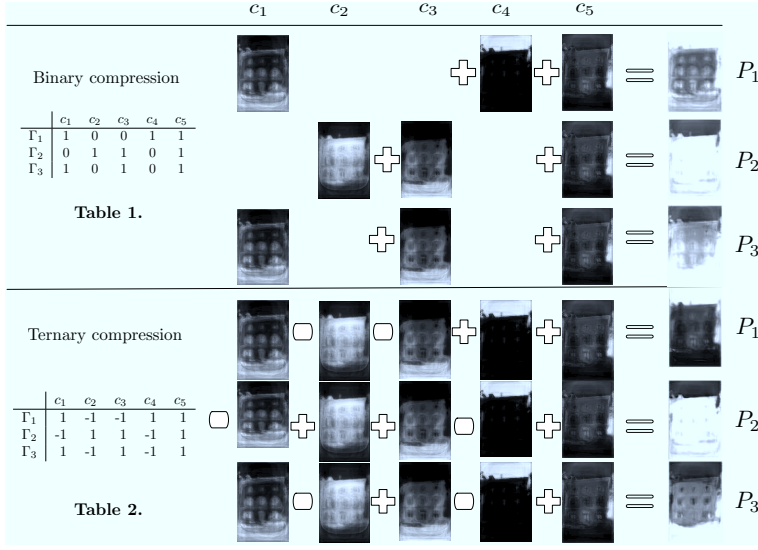 c₁ c₂ c₃ c₄ c₅
Binary compression
c₁ c₂ c₃ c₄ c₅
Γ₁ 1 0 0 1 1
Γ₂ 0 1 1 0 1
Γ₃ 1 0 1 0 1
Table 1.
+ + = P₁
+ + = P₂
+ + = P₃
Ternary compression
c₁ c₂ c₃ c₄ c₅
Γ₁ 1 -1 -1 1 1
Γ₂ -1 1 1 -1 1
Γ₃ 1 -1 1 -1 1
Table 2.
− − + + = P₁
− + + − + = P₂
− + − + = P₃